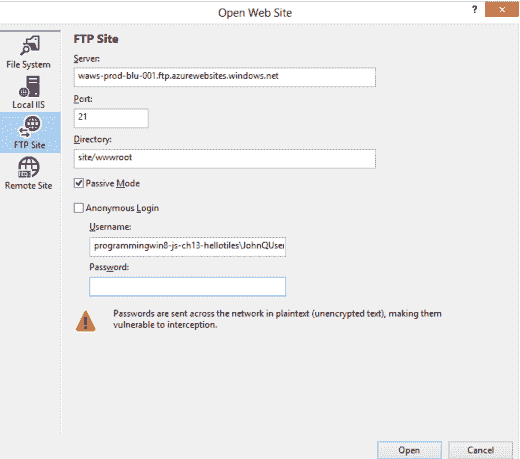 Open Web Site
?
File System
Local IIS
FTP Site
Remote Site
FTP Site
Server:
waws-prod-blu-001.ftp.azurewebsites.windows.net
Port:
21
Directory:
site/wwwroot
Passive Mode
Anonymous Login
Username:
programmingwin8-js-ch13-hellotiles\JohnQUser
Password:
Passwords are sent across the network in plaintext (unencrypted text), making them
vulnerable to interception.
Open
Cancel